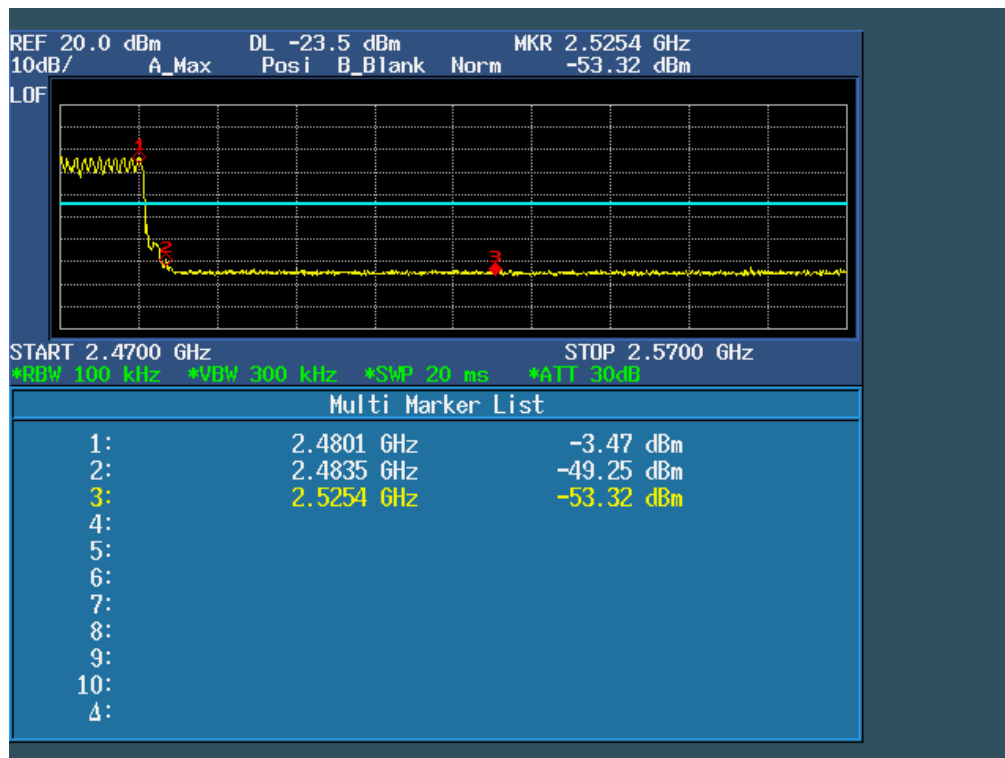 REF 20.0 dBm DL -23.5 dBm MKR 2.5254 GHz
10dB/ A_Max Posi B_Blank Norm -53.32 dBm
LOF
1
2
3
START 2.4700 GHz STOP 2.5700 GHz
*RBW 100 kHz *VBW 300 kHz *SWP 20 ms *ATT 30dB
Multi Marker List
1: 2.4801 GHz -3.47 dBm
2: 2.4835 GHz -49.25 dBm
3: 2.5254 GHz -53.32 dBm
4:
5:
6:
7:
8:
9:
10:
Δ: